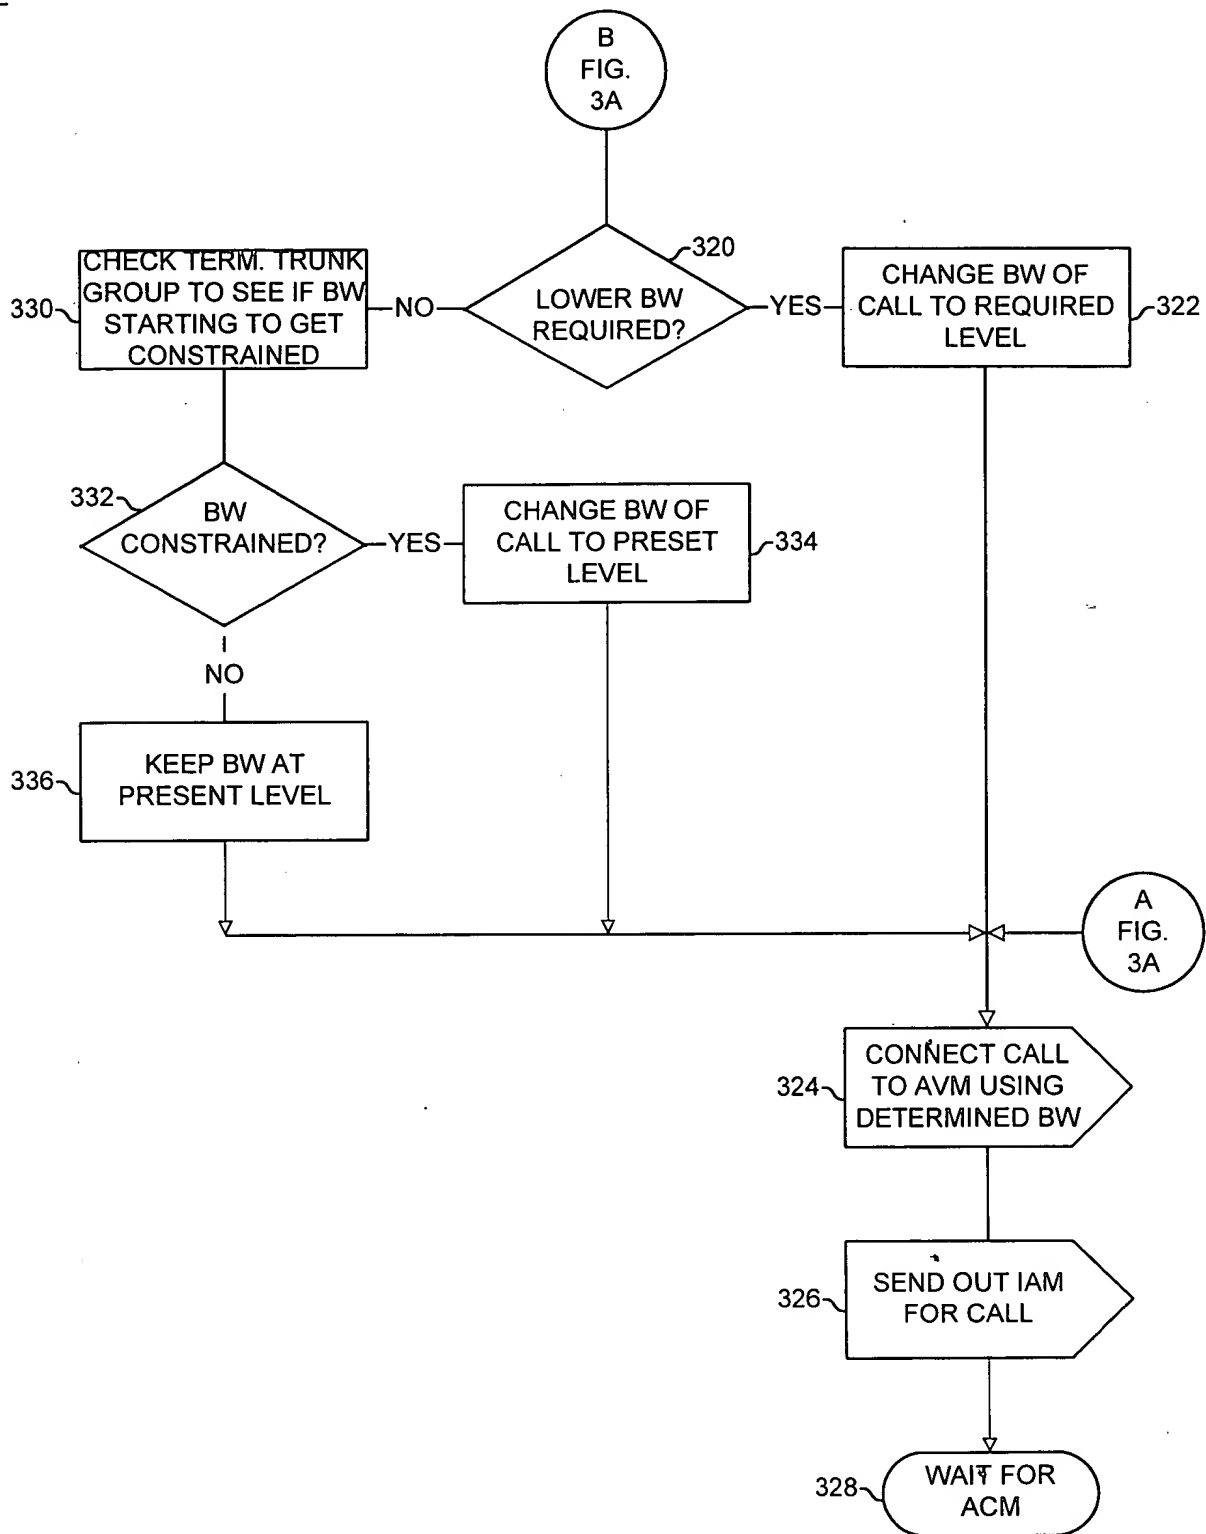 B
FIG.
3A
320
LOWER BW
REQUIRED?
NO
YES
330
CHECK TERM. TRUNK
GROUP TO SEE IF BW
STARTING TO GET
CONSTRAINED
CHANGE BW OF
CALL TO REQUIRED
LEVEL
322
332
BW
CONSTRAINED?
YES
CHANGE BW OF
CALL TO PRESET
LEVEL
334
NO
336
KEEP BW AT
PRESENT LEVEL
A
FIG.
3A
324
CONNECT CALL
TO AVM USING
DETERMINED BW
326
SEND OUT IAM
FOR CALL
328
WAIT FOR
ACM